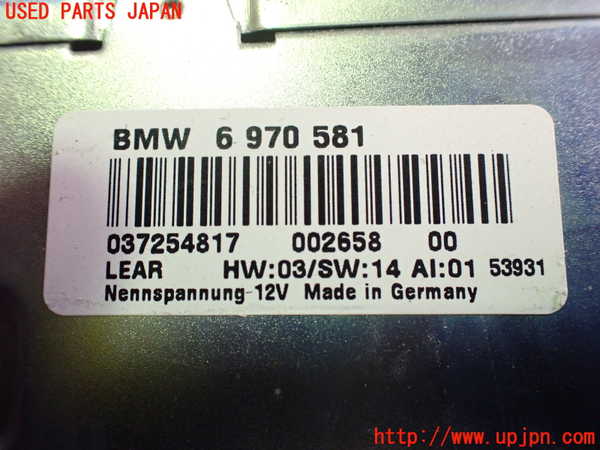 USED PARTS JAPAN
BMW 6 970 581
037254817 002658 00
LEAR HW:03/SW:14 AI:01 53931
Nennspannung 12V Made in Germany
UPJ
http://www.upjpn.com/